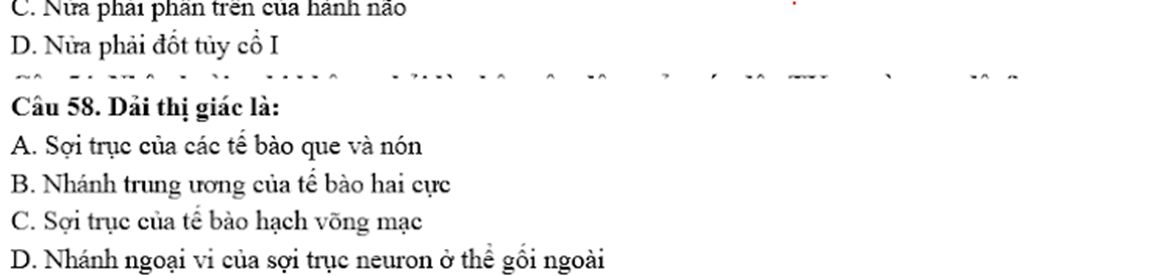 C. Nửa phải phần trên của hành não
D. Nửa phải đốt tủy cổ I
Câu 58. Dải thị giác là:
A. Sợi trục của các tế bào que và nón
B. Nhánh trung ương của tế bào hai cực
C. Sợi trục của tế bào hạch võng mạc
D. Nhánh ngoại vi của sợi trục neuron ở thể gối ngoài